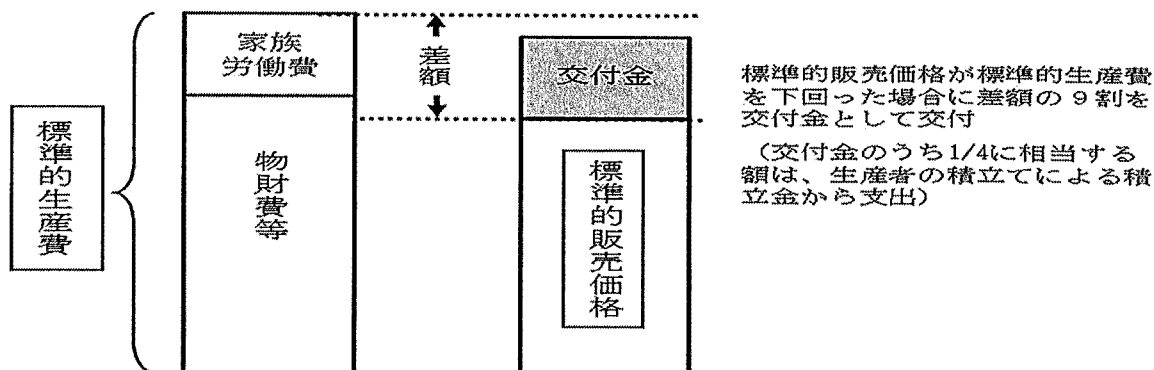 標準的生産費
家族
労働費
物財費等
差額
交付金
標準的販売価格
標準的販売価格が標準的生産費
を下回った場合に差額の9割を
交付金として交付
(交付金のうち1/4に相当する
額は、生産者の積立てによる積
立金から支出)